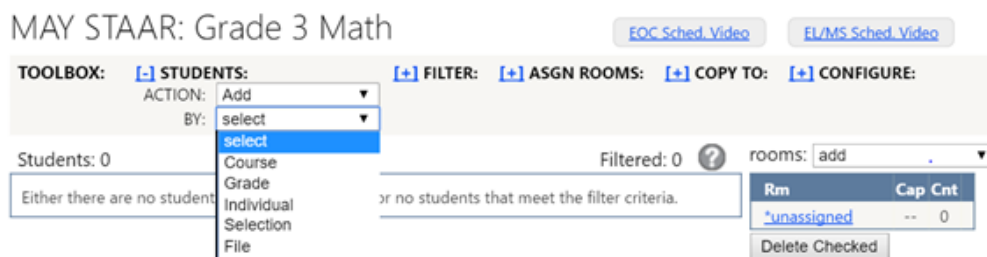 MAY STAAR: Grade 3 Math
EOC Sched. Video
EL/MS Sched. Video
TOOLBOX: [-] STUDENTS: [+] FILTER: [+] ASGN ROOMS: [+] COPY TO: [+] CONFIGURE:
ACTION: Add
BY: select
select
Course
Grade
Individual
Selection
File
Students: 0
Filtered: 0 ?
Either there are no student
or no students that meet the filter criteria.
rooms: add
Rm Cap Cnt
*unassigned -- 0
Delete Checked